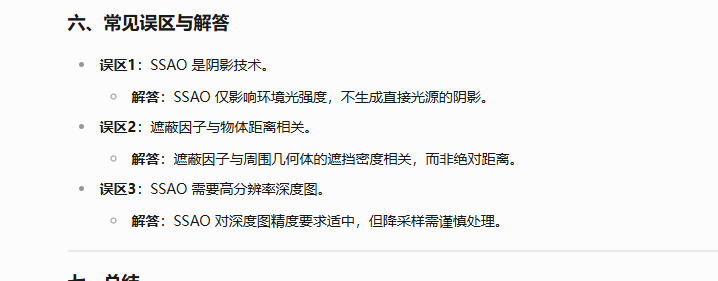 六、常见误区与解答
误区1：SSAO 是阴影技术。
解答：SSAO 仅影响环境光强度，不生成直接光源的阴影。
误区2：遮蔽因子与物体距离相关。
解答：遮蔽因子与周围几何体的遮挡密度相关，而非绝对距离。
误区3：SSAO 需要高分辨率深度图。
解答：SSAO 对深度图精度要求适中，但降采样需谨慎处理。
七、总结